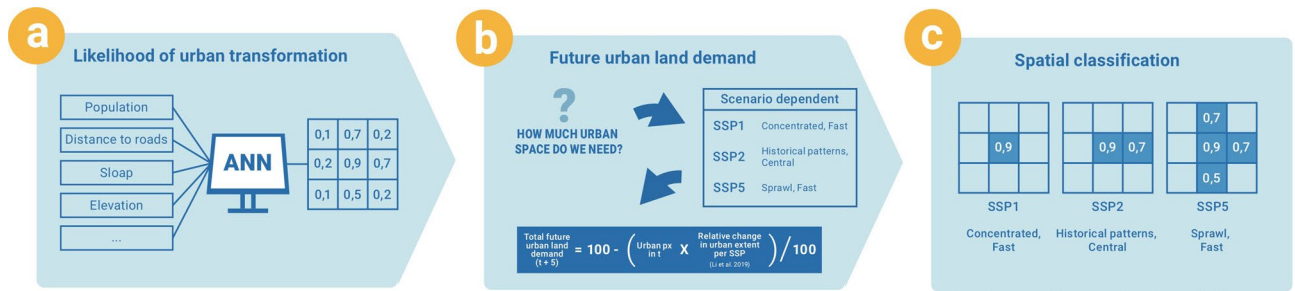 a
Likelihood of urban transformation
Population
Distance to roads
Sloap
Elevation
...
ANN
0,1 0,7 0,2
0,2 0,9 0,7
0,1 0,5 0,2
b
Future urban land demand
?
HOW MUCH URBAN
SPACE DO WE NEED?
Scenario dependent
SSP1 Concentrated, Fast
SSP2 Historical patterns,
Central
SSP5 Sprawl, Fast
Total future
urban land
demand
(t + 5)
= 100 -
(
Urban px
in t
X
Relative change
in urban extent
per SSP
(Li et al. 2019)
)
/100
c
Spatial classification
0,9
SSP1
Concentrated,
Fast
0,9 0,7
SSP2
Historical patterns,
Central
0,7
0,9 0,7
0,5
SSP5
Sprawl,
Fast